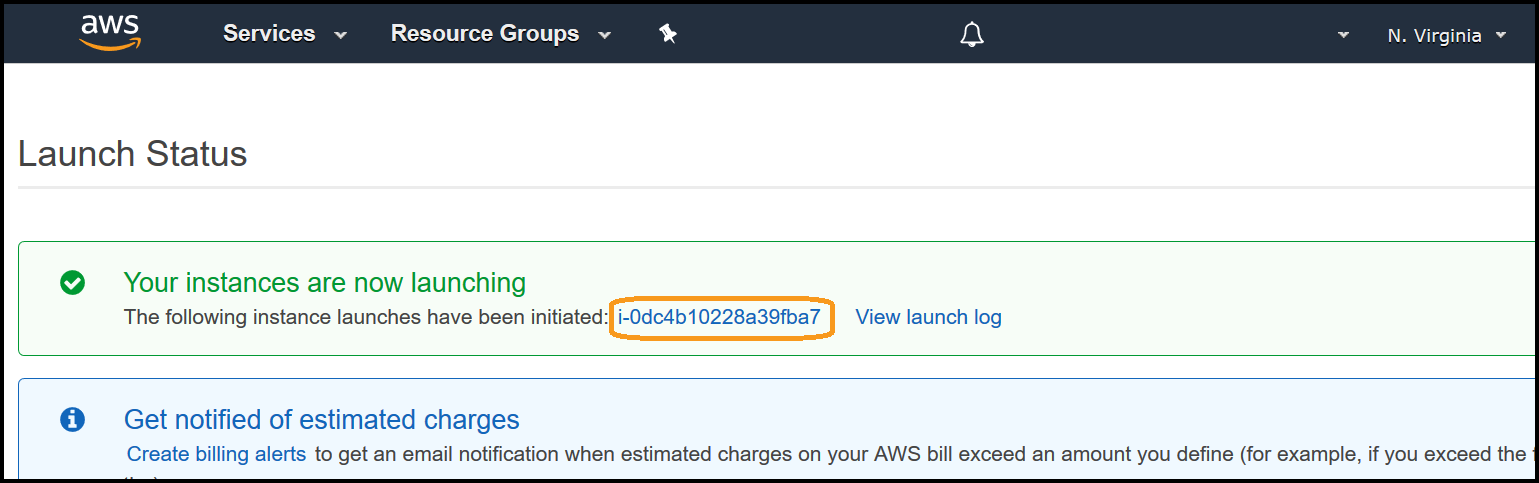 aws Services Resource Groups N. Virginia
Launch Status
Your instances are now launching
The following instance launches have been initiated: i-0dc4b10228a39fba7 View launch log
Get notified of estimated charges
Create billing alerts to get an email notification when estimated charges on your AWS bill exceed an amount you define (for example, if you exceed the